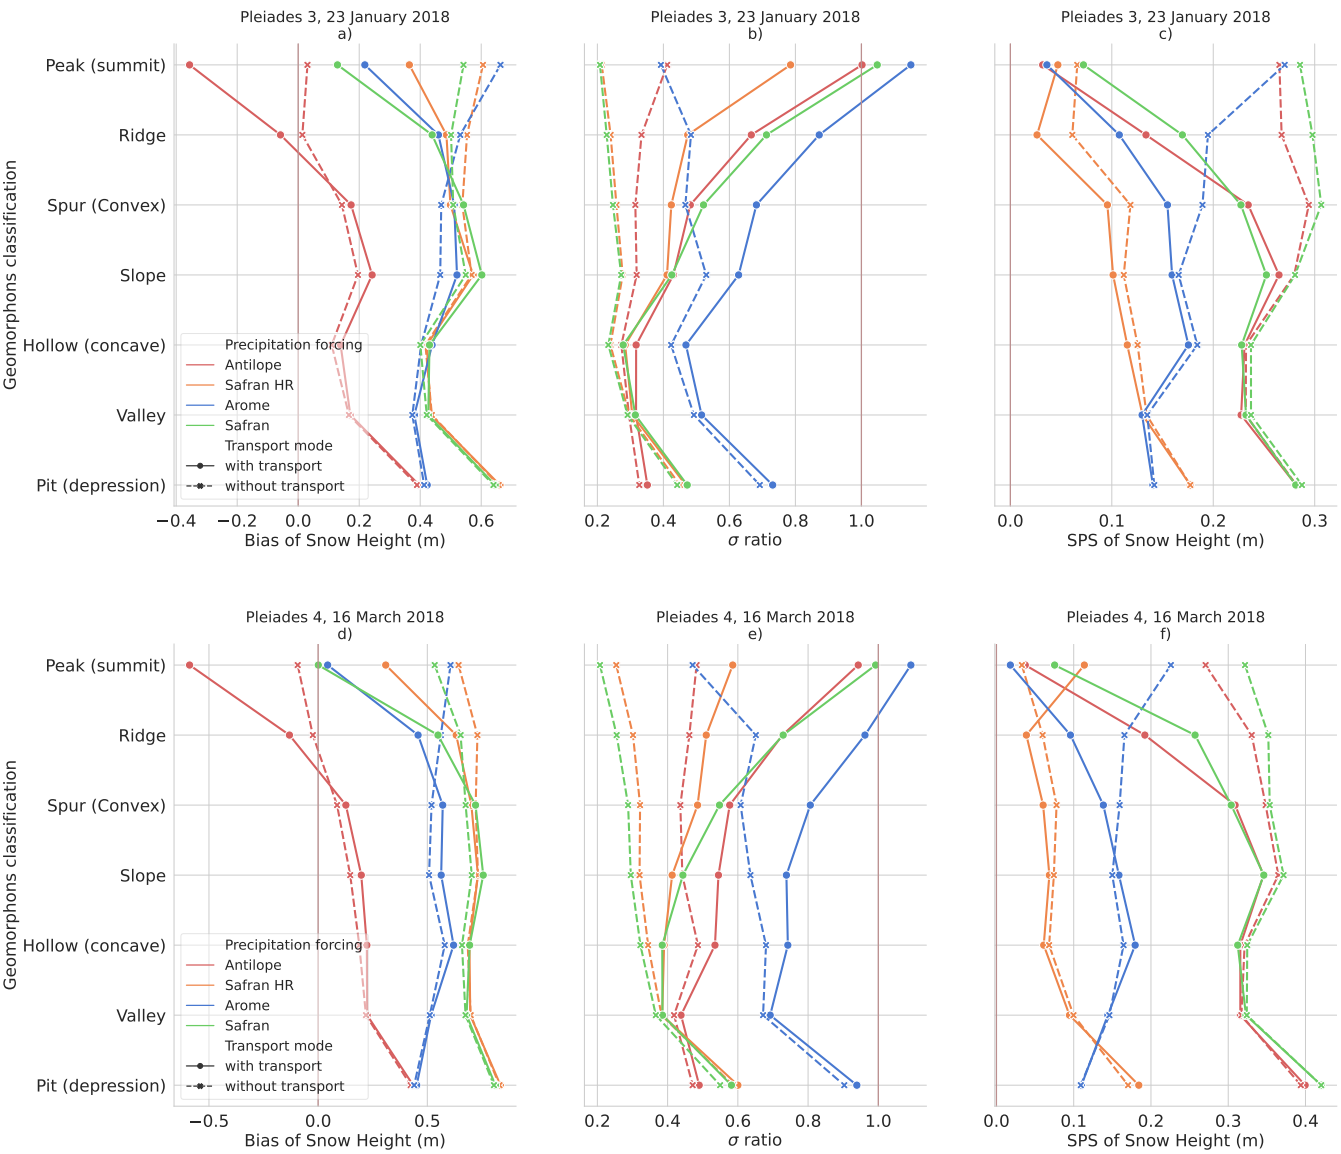 Pleiades 3, 23 January 2018
a)
Pleiades 3, 23 January 2018
b)
Pleiades 3, 23 January 2018
c)
Geomorphons classification
Peak (summit)
Ridge
Spur (Convex)
Slope
Hollow (concave)
Valley
Pit (depression)
Precipitation forcing
Antilope
Safran HR
Arome
Safran
Transport mode
with transport
without transport
−0.4 −0.2 0.0 0.2 0.4 0.6
Bias of Snow Height (m)
0.2 0.4 0.6 0.8 1.0
σ ratio
0.0 0.1 0.2 0.3
SPS of Snow Height (m)
Pleiades 4, 16 March 2018
d)
Pleiades 4, 16 March 2018
e)
Pleiades 4, 16 March 2018
f)
Geomorphons classification
Peak (summit)
Ridge
Spur (Convex)
Slope
Hollow (concave)
Valley
Pit (depression)
Precipitation forcing
Antilope
Safran HR
Arome
Safran
Transport mode
with transport
without transport
−0.5 0.0 0.5
Bias of Snow Height (m)
0.2 0.4 0.6 0.8 1.0
σ ratio
0.0 0.1 0.2 0.3 0.4
SPS of Snow Height (m)